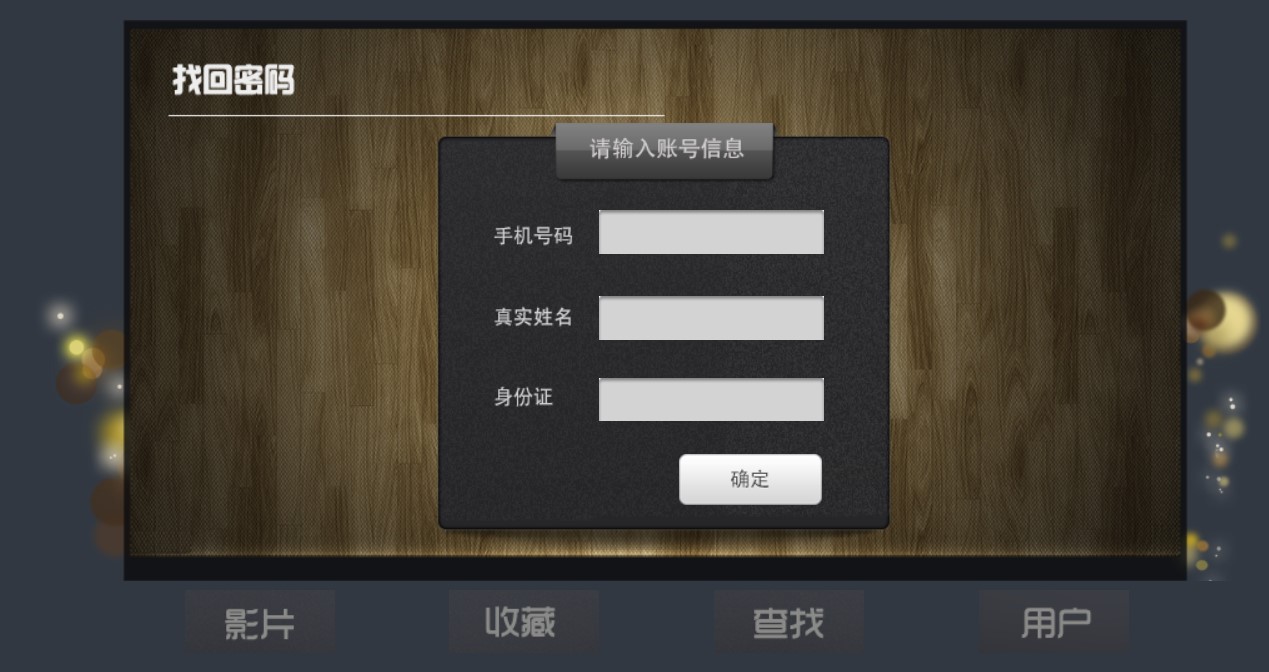 找回密码
请输入账号信息
手机号码
真实姓名
身份证
确定
影片 收藏 查找 用户